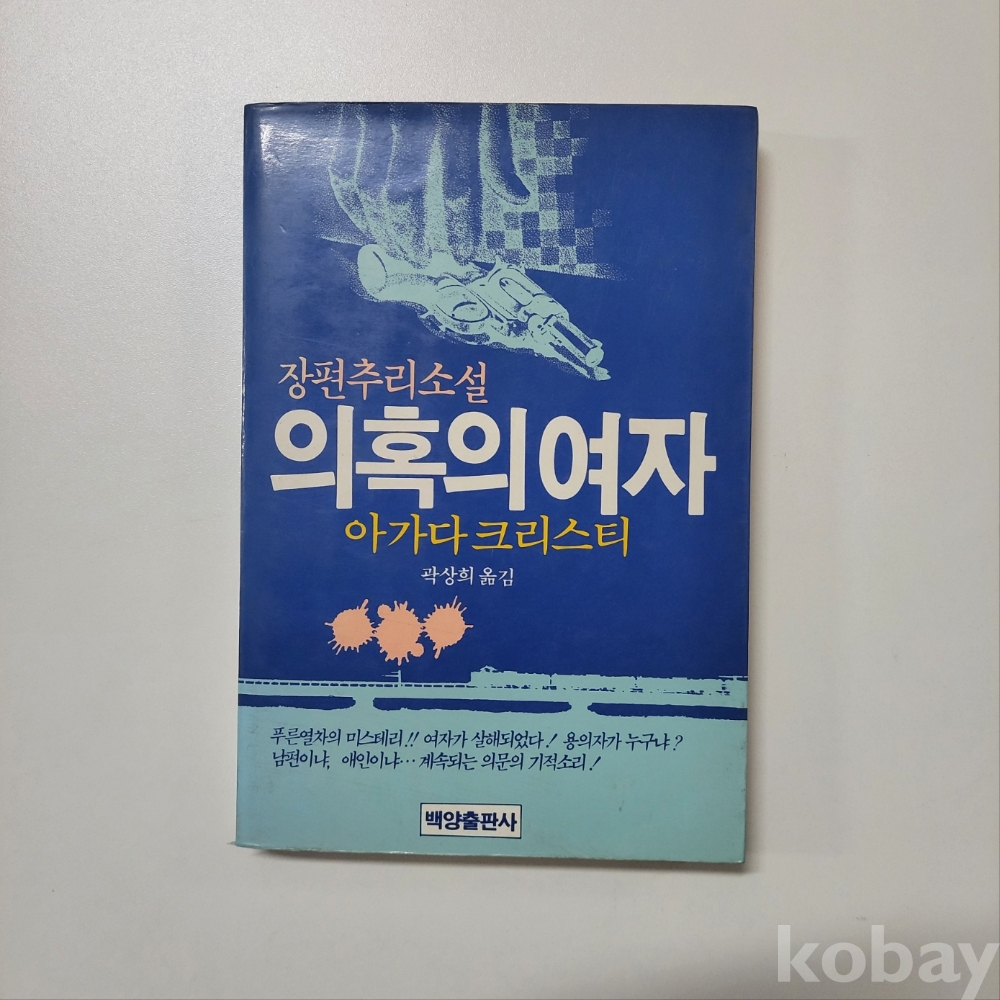 장편추리소설
의혹의 여자
아가다 크리스티
곽상희 옮김
푸른열차의 미스테리!! 여자가 살해되었다! 용의자가 누구냐?
남편이냐, 애인이냐… 계속되는 의문의 기적소리!
백양출판사
kobay